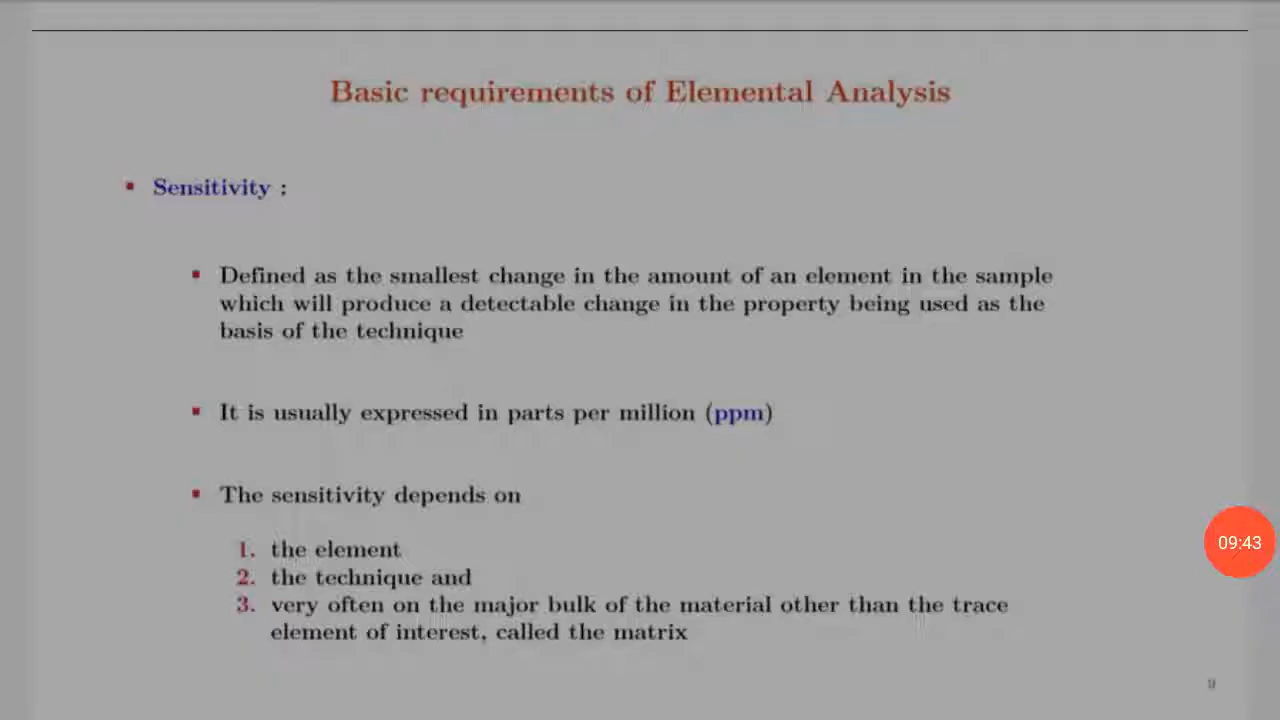 Basic requirements of Elemental Analysis
▪ Sensitivity :
▪ Defined as the smallest change in the amount of an element in the sample
which will produce a detectable change in the property being used as the
basis of the technique
▪ It is usually expressed in parts per million (ppm)
▪ The sensitivity depends on
1. the element
2. the technique and
3. very often on the major bulk of the material other than the trace
element of interest, called the matrix
09:43
9